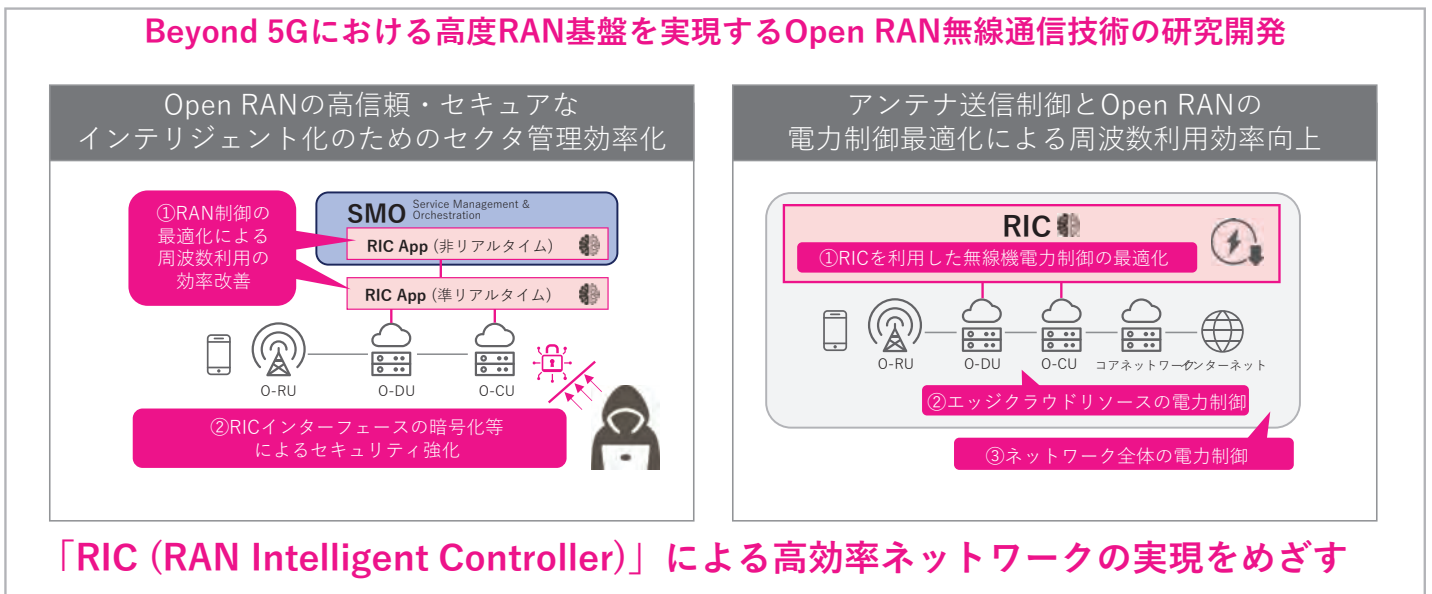 Beyond 5Gにおける高度RAN基盤を実現するOpen RAN無線通信技術の研究開発
Open RANの高信頼・セキュアな
インテリジェント化のためのセクタ管理効率化
①RAN制御の
最適化による
周波数利用の
効率改善
SMO Service Management &
Orchestration
RIC App (非リアルタイム)
RIC App (準リアルタイム)
O-RU
O-DU
O-CU
②RICインターフェースの暗号化等
によるセキュリティ強化
アンテナ送信制御とOpen RANの
電力制御最適化による周波数利用効率向上
RIC
①RICを利用した無線機電力制御の最適化
O-RU
O-DU
O-CU
コアネットワーク
インターネット
②エッジクラウドリソースの電力制御
③ネットワーク全体の電力制御
「RIC (RAN Intelligent Controller)」による高効率ネットワークの実現をめざす